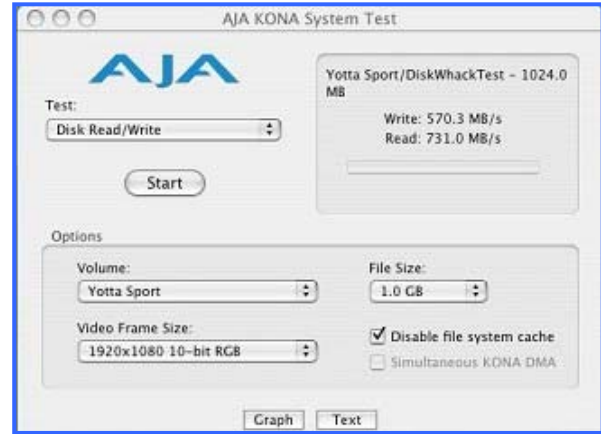 AJA KONA System Test
AJA
Test:
Disk Read/Write
Start
Yotta Sport/DiskWhackTest - 1024.0
MB
Write: 570.3 MB/s
Read: 731.0 MB/s
Options
Volume:
Yotta Sport
File Size:
1.0 GB
Video Frame Size:
1920x1080 10-bit RGB
Disable file system cache
Simultaneous KONA DMA
Graph
Text